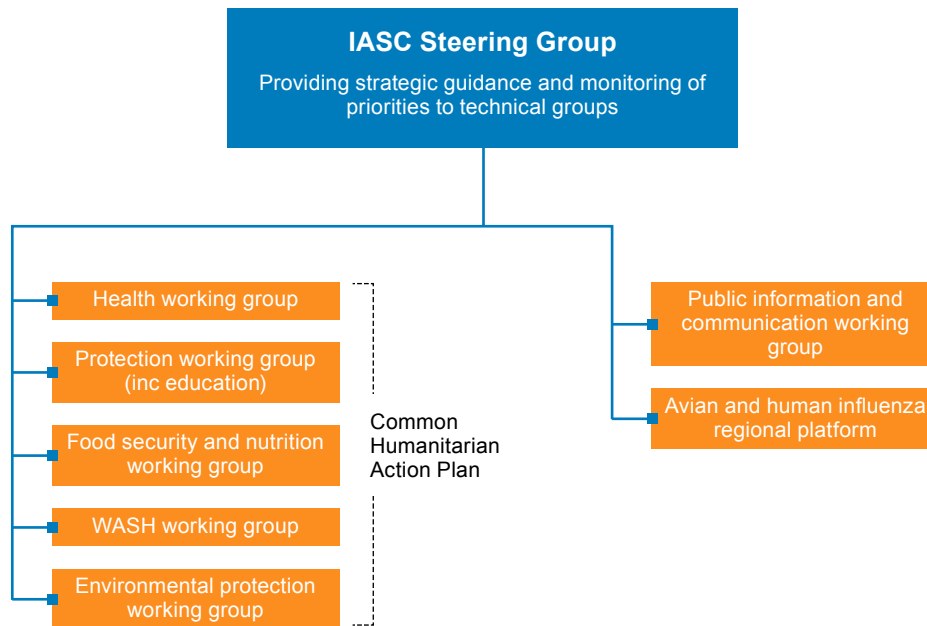 IASC Steering Group
Providing strategic guidance and monitoring of
priorities to technical groups
Health working group
Protection working group
(inc education)
Food security and nutrition
working group
WASH working group
Environmental protection
working group
Common
Humanitarian
Action Plan
Public information and
communication working
group
Avian and human influenza
regional platform